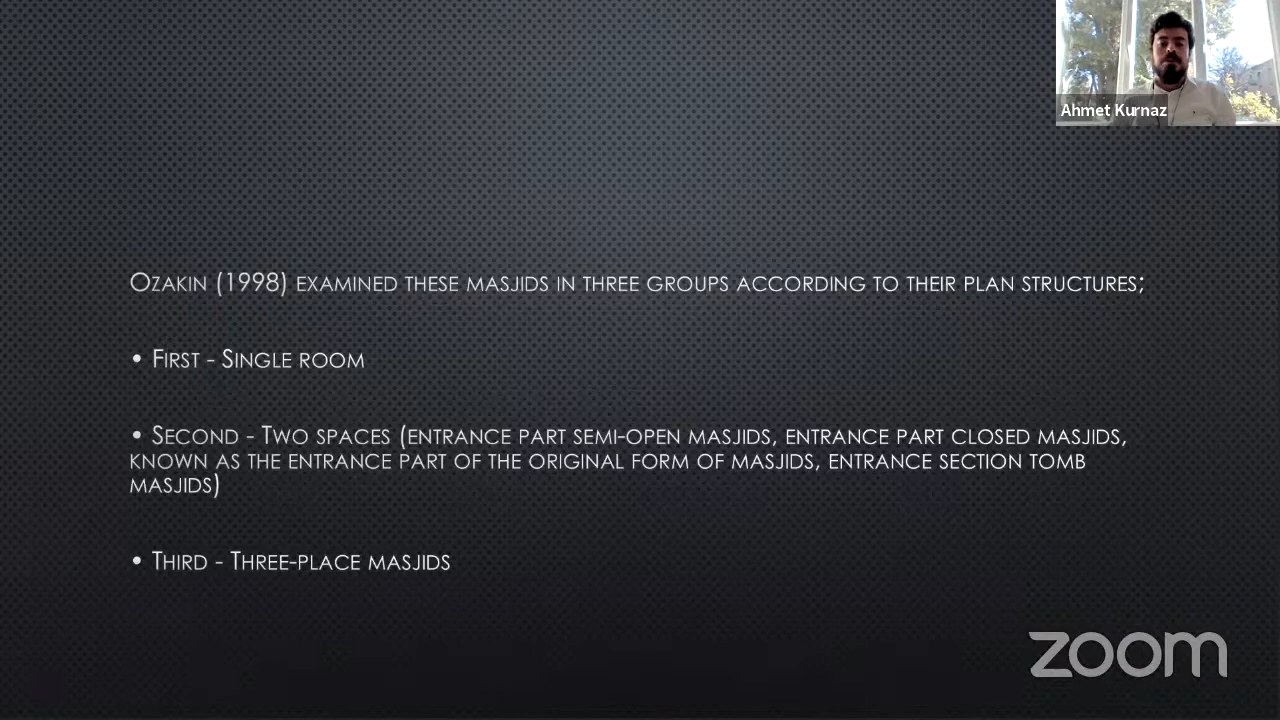 Ahmet Kurnaz
Ozakin (1998) examined these masjids in three groups according to their plan structures;
• First - Single room
• Second - Two spaces (entrance part semi-open masjids, entrance part closed masjids,
known as the entrance part of the original form of masjids, entrance section tomb
masjids)
• Third - Three-place masjids
zoom